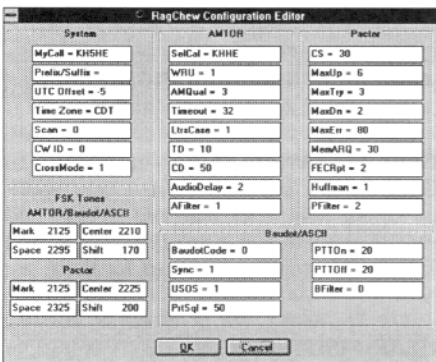 RagChew Configuration Editor
System
MyCall = KH5HE
Prefix/Suffix =
UTC Offset = -5
Time Zone = CDT
Scan = 0
CW ID = 0
CrossMode = 1
FSK Tones
AMTOR/Baudot/ASCII
Mark 2125 Center 2210
Space 2295 Shift 170
Pactor
Mark 2125 Center 2225
Space 2325 Shift 200
AMTOR
SelCal = KHHE
WRU = 1
AMQual = 3
Timeout = 32
LtrsCase = 1
TD = 10
CD = 50
AudioDelay = 2
AFilter = 1
Pactor
CS = 30
MaxUp = 6
MaxTry = 3
MaxDn = 2
MaxErr = 80
MemARQ = 30
FECRpt = 2
Huffman = 1
PFilter = 2
Baudot/ASCII
BaudotCode = 0
Sync = 1
USOS = 1
PrtSql = 50
PTTOn = 20
PTTOff = 20
BFilter = 0
OK Cancel